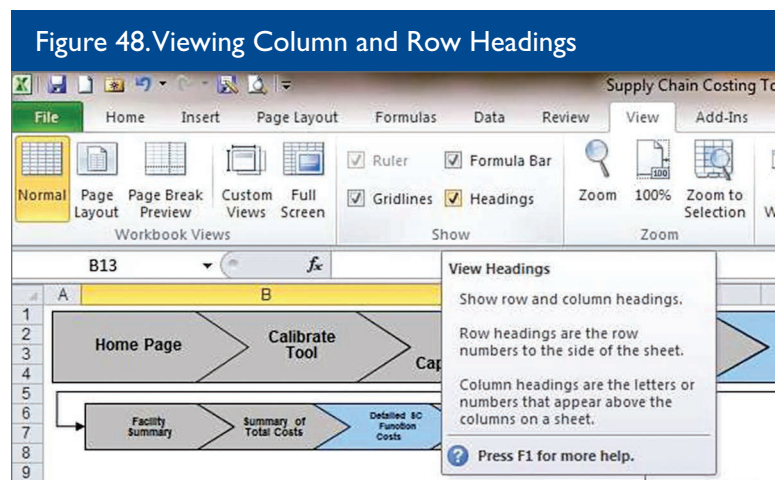 Figure 48.Viewing Column and Row Headings
Supply Chain Costing To
File Home Insert Page Layout Formulas Data Review View Add-Ins
Ruler Formula Bar
Normal Page Layout Page Break Preview Custom Views Full Screen Gridlines Headings Zoom 100% Zoom to Selection W
Workbook Views Show Zoom
B13 fx
View Headings
A B
Show row and column headings.
1
2
3
4
5
6
7
8
9
Home Page
Calibrate
Tool
Cap
Row headings are the row
numbers to the side of the sheet.
Column headings are the letters or
numbers that appear above the
columns on a sheet.
Facility
Summary
Summary of
Total Costs
Detailed SC
Function
Costs
Press F1 for more help.